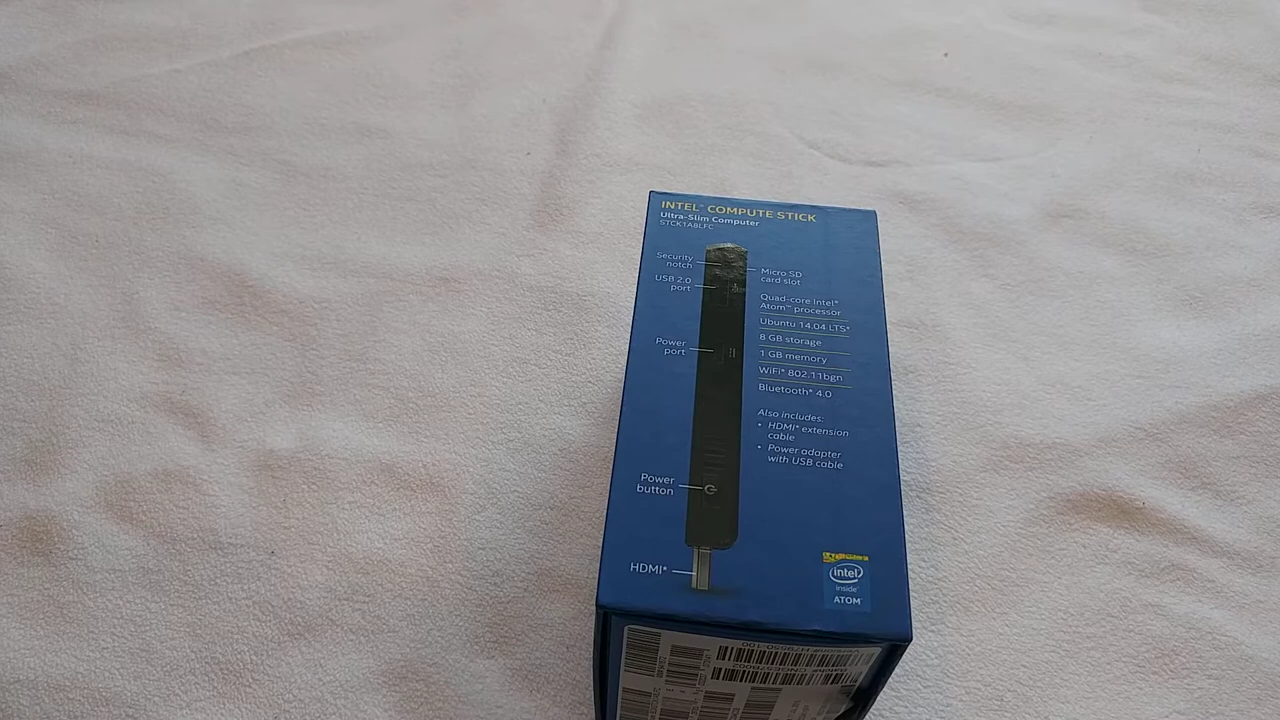 INTEL® COMPUTE STICK
Ultra-Slim Computer
STCK1A8LFC
Security
notch
USB 2.0
port
Power
port
Power
button
HDMI*
Micro SD
card slot
Quad-core Intel®
Atom™ processor
Ubuntu 14.04 LTS*
8 GB storage
1 GB memory
WiFi* 802.11bgn
Bluetooth* 4.0
Also includes:
• HDMI* extension
cable
• Power adapter
with USB cable
intel
inside™
ATOM™